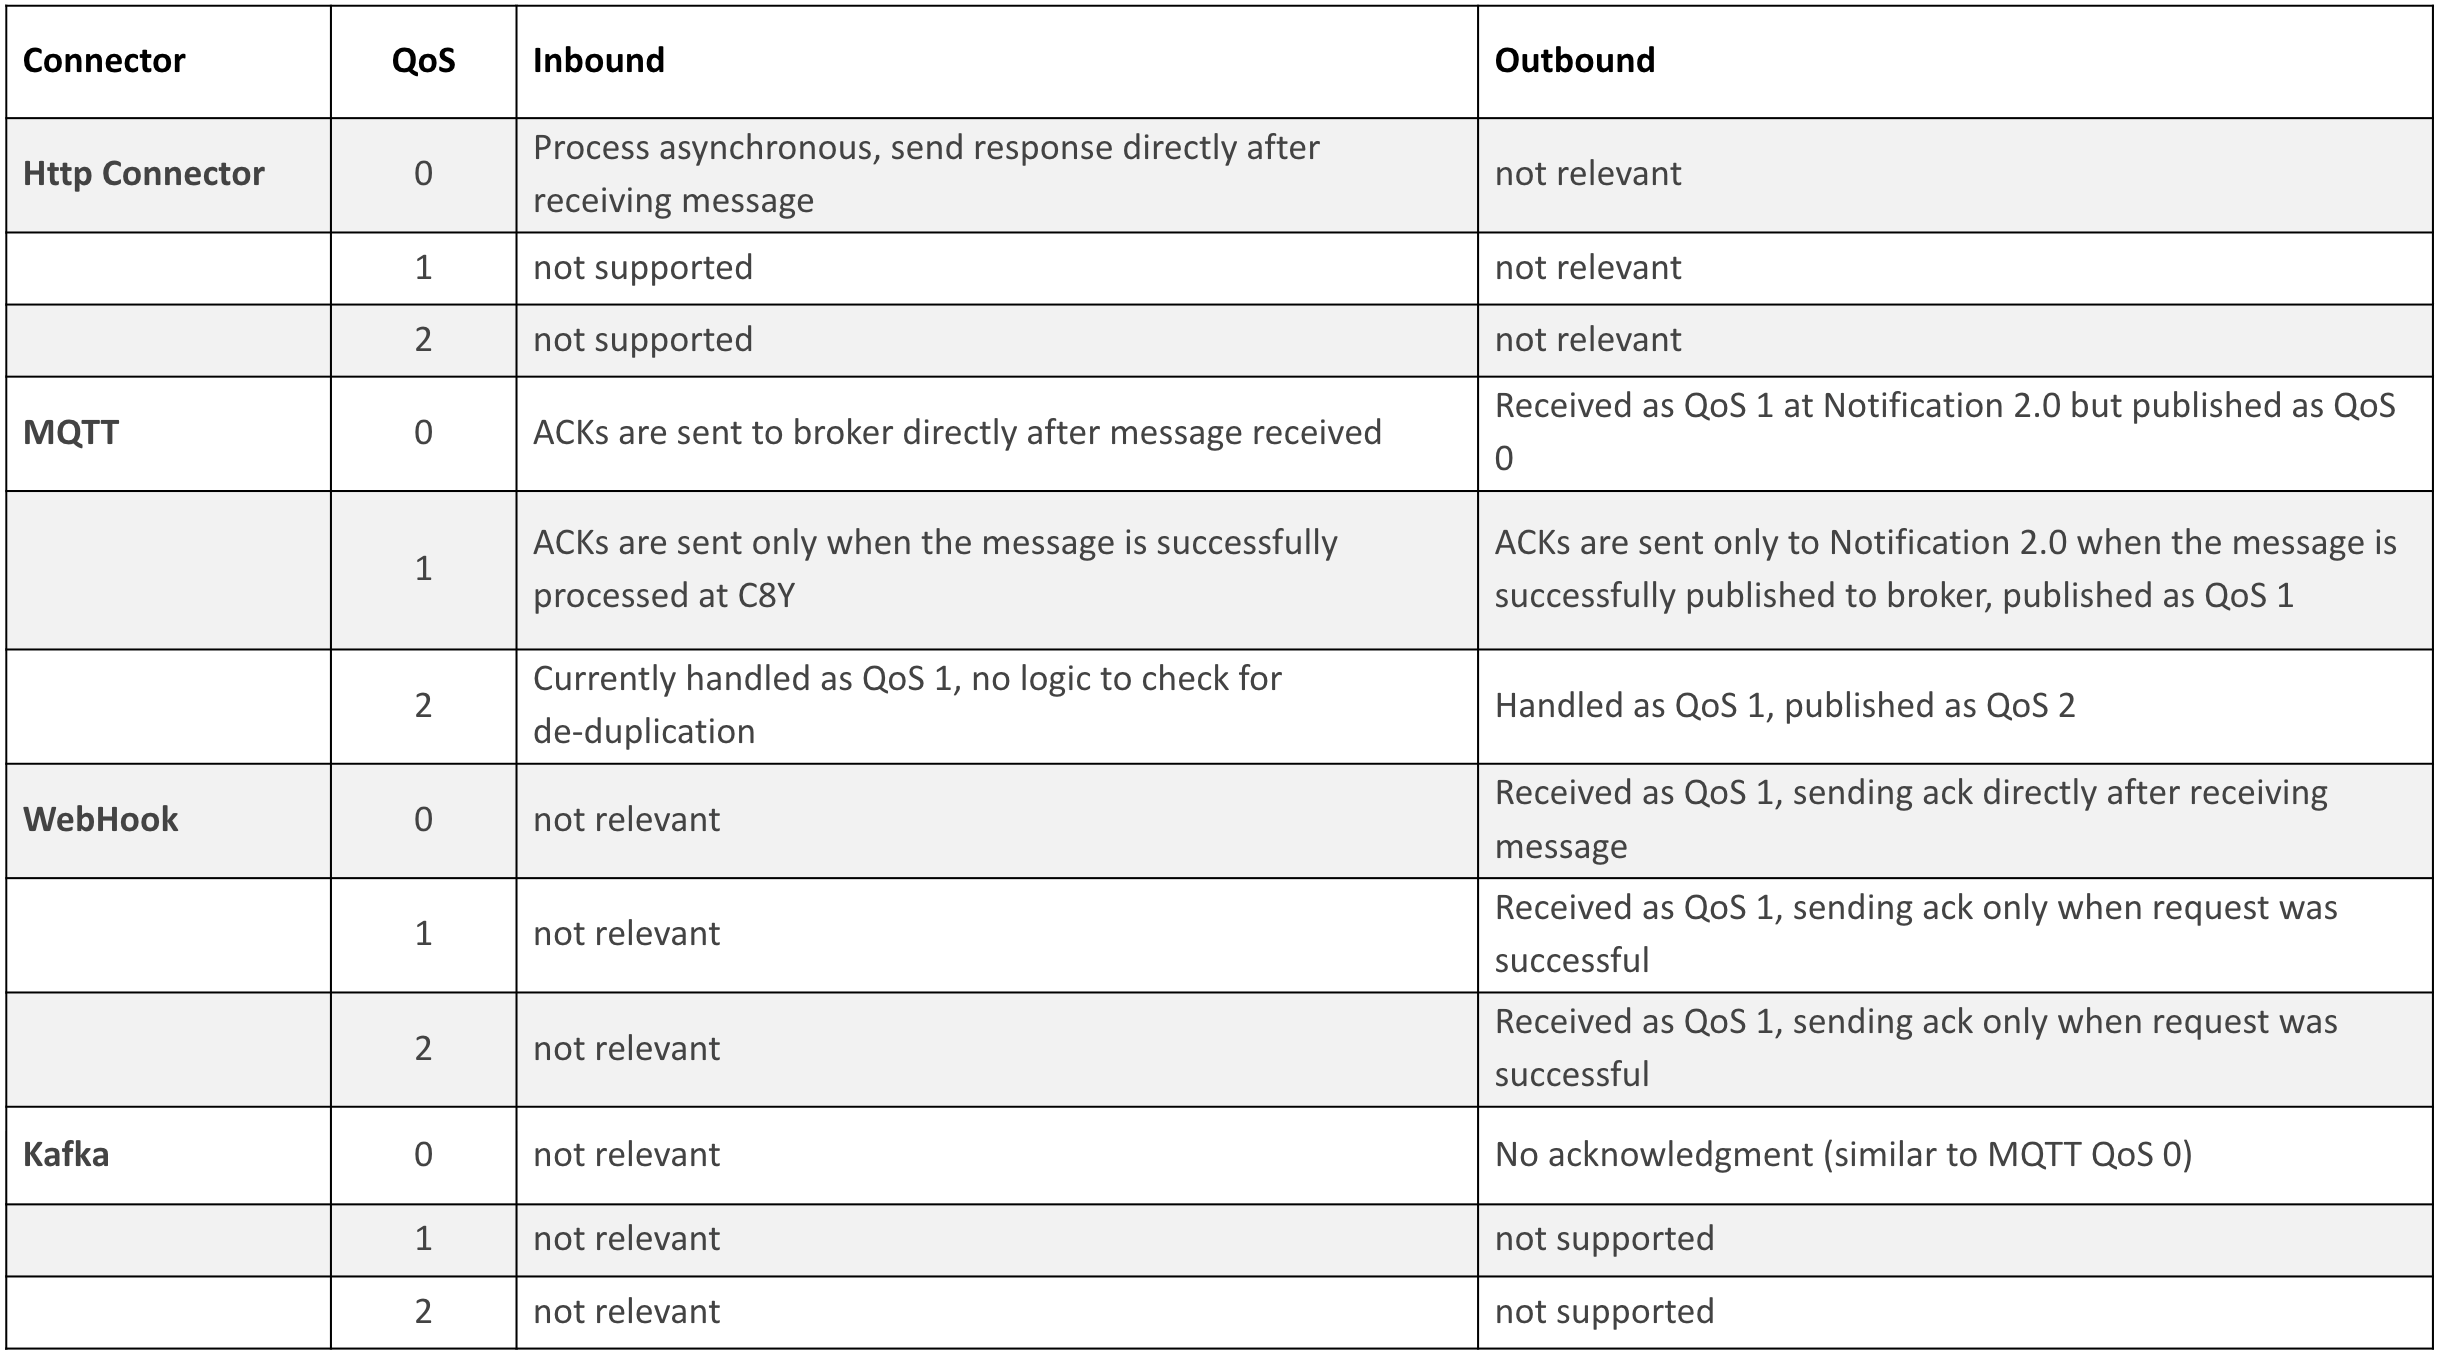 Connector QoS Inbound Outbound
Http Connector 0 Process asynchronous, send response directly after
receiving message
not relevant
1 not supported not relevant
2 not supported not relevant
MQTT 0 ACKs are sent to broker directly after message received
Received as QoS 1 at Notification 2.0 but published as QoS
0
1 ACKs are sent only when the message is successfully
processed at C8Y
ACKs are sent only to Notification 2.0 when the message is
successfully published to broker, published as QoS 1
2 Currently handled as QoS 1, no logic to check for
de-duplication
Handled as QoS 1, published as QoS 2
WebHook 0 not relevant
Received as QoS 1, sending ack directly after receiving
message
1 not relevant
Received as QoS 1, sending ack only when request was
successful
2 not relevant
Received as QoS 1, sending ack only when request was
successful
Kafka 0 not relevant No acknowledgment (similar to MQTT QoS 0)
1 not relevant not supported
2 not relevant not supported